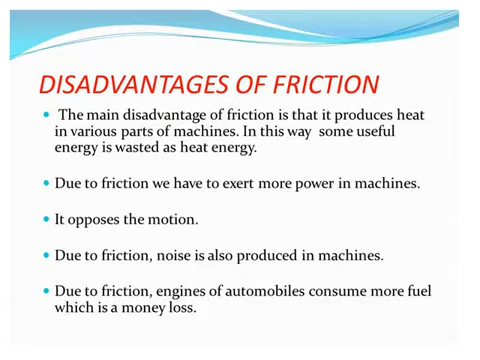 DISADVANTAGES OF FRICTION
• The main disadvantage of friction is that it produces heat
in various parts of machines. In this way some useful
energy is wasted as heat energy.
• Due to friction we have to exert more power in machines.
• It opposes the motion.
• Due to friction, noise is also produced in machines.
• Due to friction, engines of automobiles consume more fuel
which is a money loss.